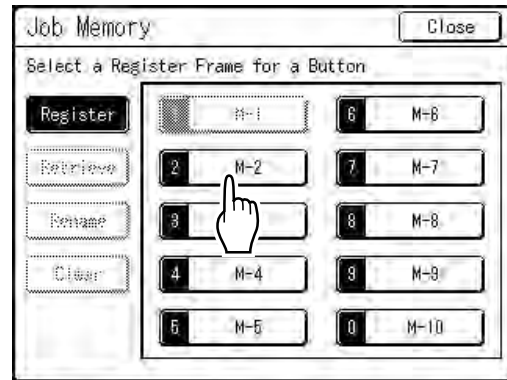 Job Memory Close
Select a Register Frame for a Button
Register 1 M-1 6 M-6
Retrieve 2 M-2 7 M-7
Rename 3 8 M-8
Clear 4 M-4 9 M-9
5 M-5 0 M-10